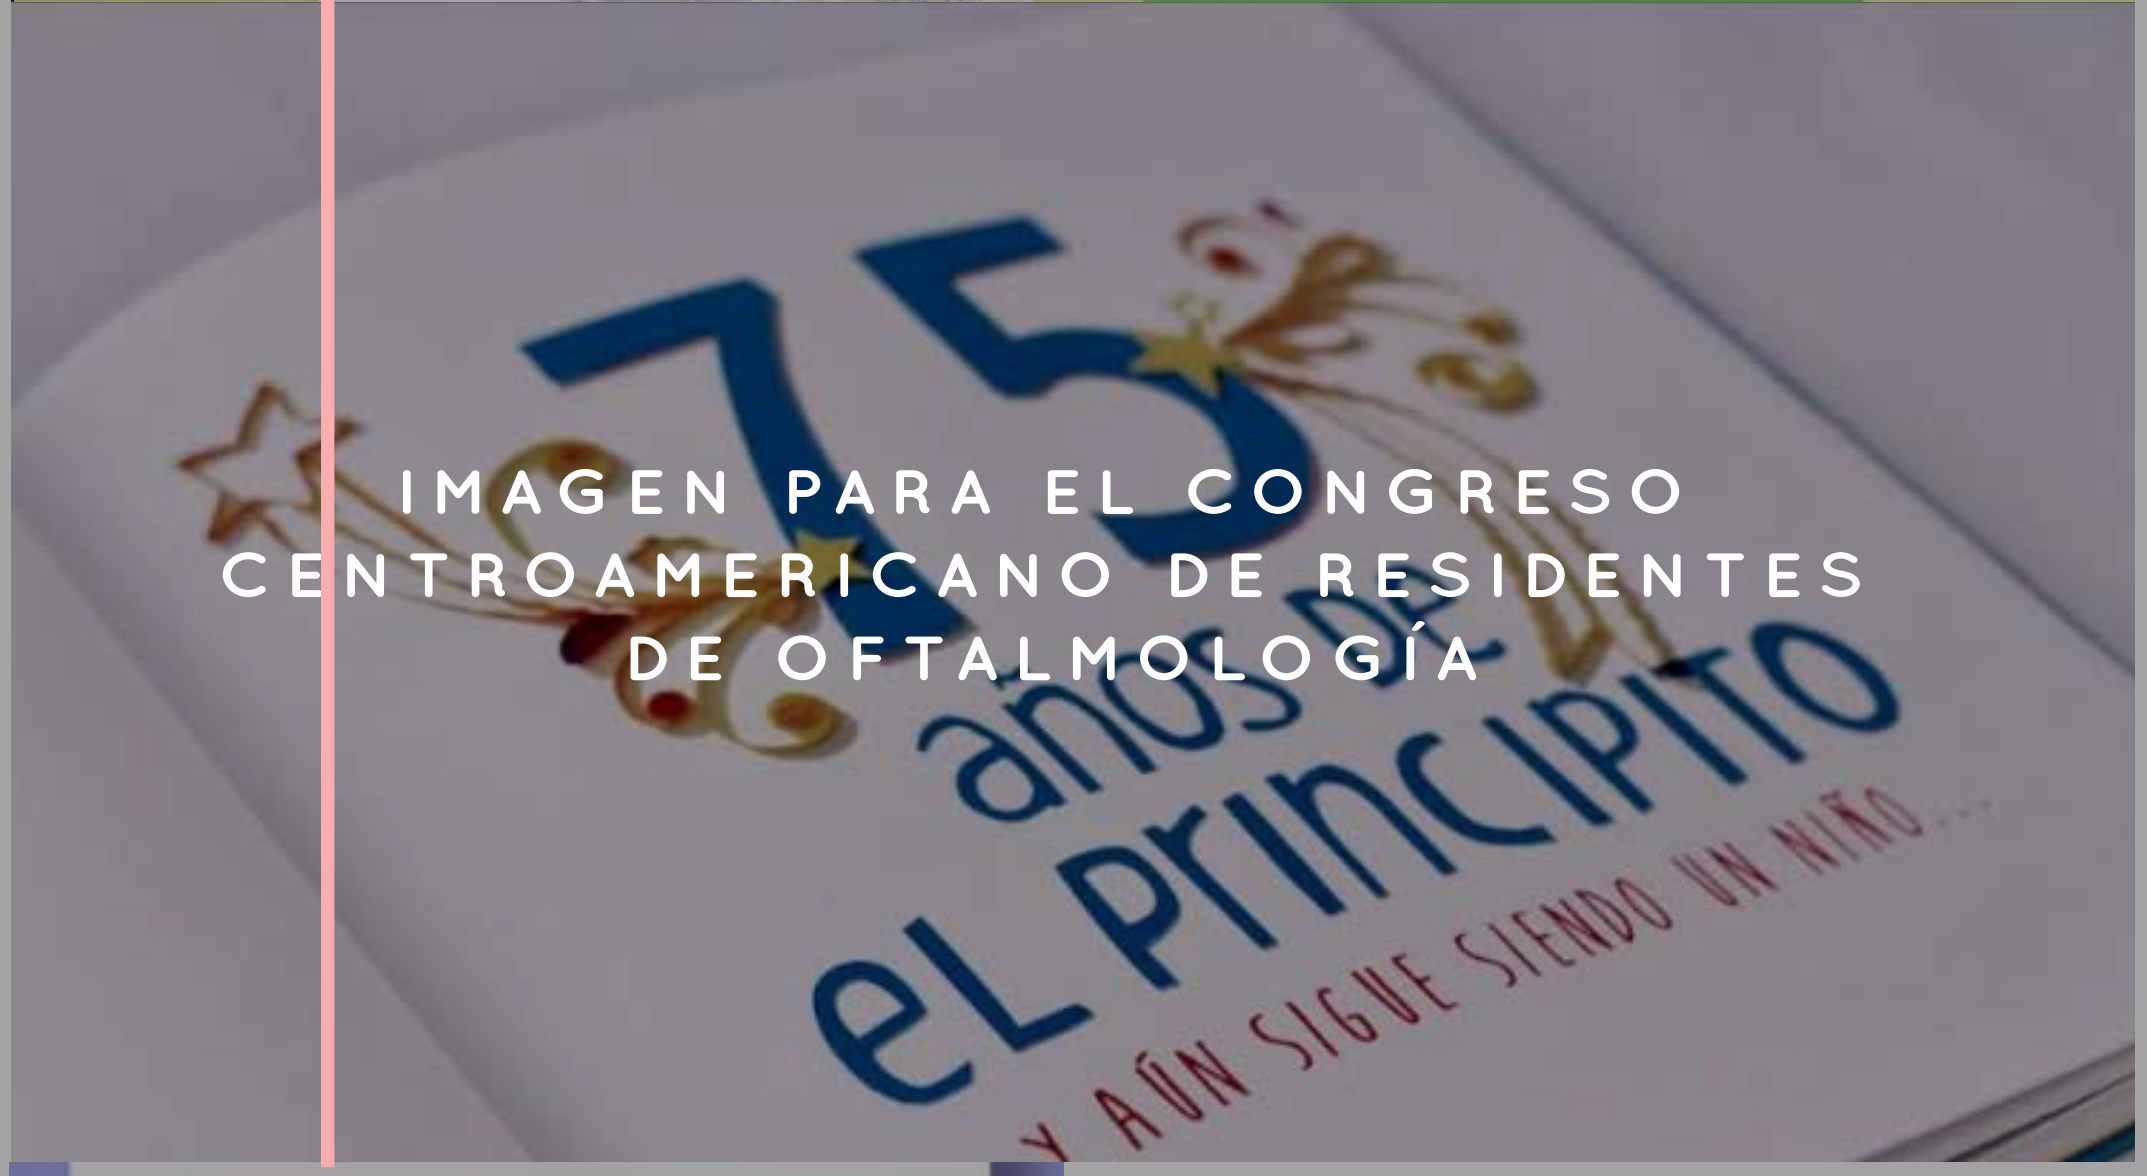 IMAGEN PARA EL CONGRESO
CENTROAMERICANO DE RESIDENTES
DE OFTALMOLOGÍA
75
años DE
eL PrInCIPITO
Y AÚN SIGUE SIENDO UN NIÑO...